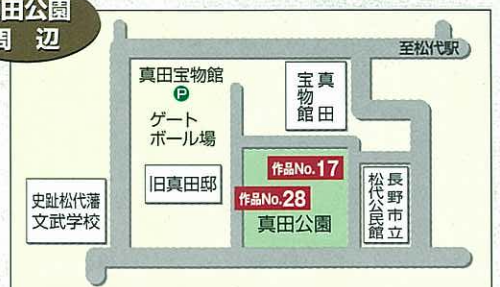 田公園
周辺
至松代駅
真田宝物館
P
ゲート
ボール場
真田
宝物館
作品No.17
作品No.28
真田公園
旧真田邸
史趾松代藩
文武学校
長野市立
松代公民館